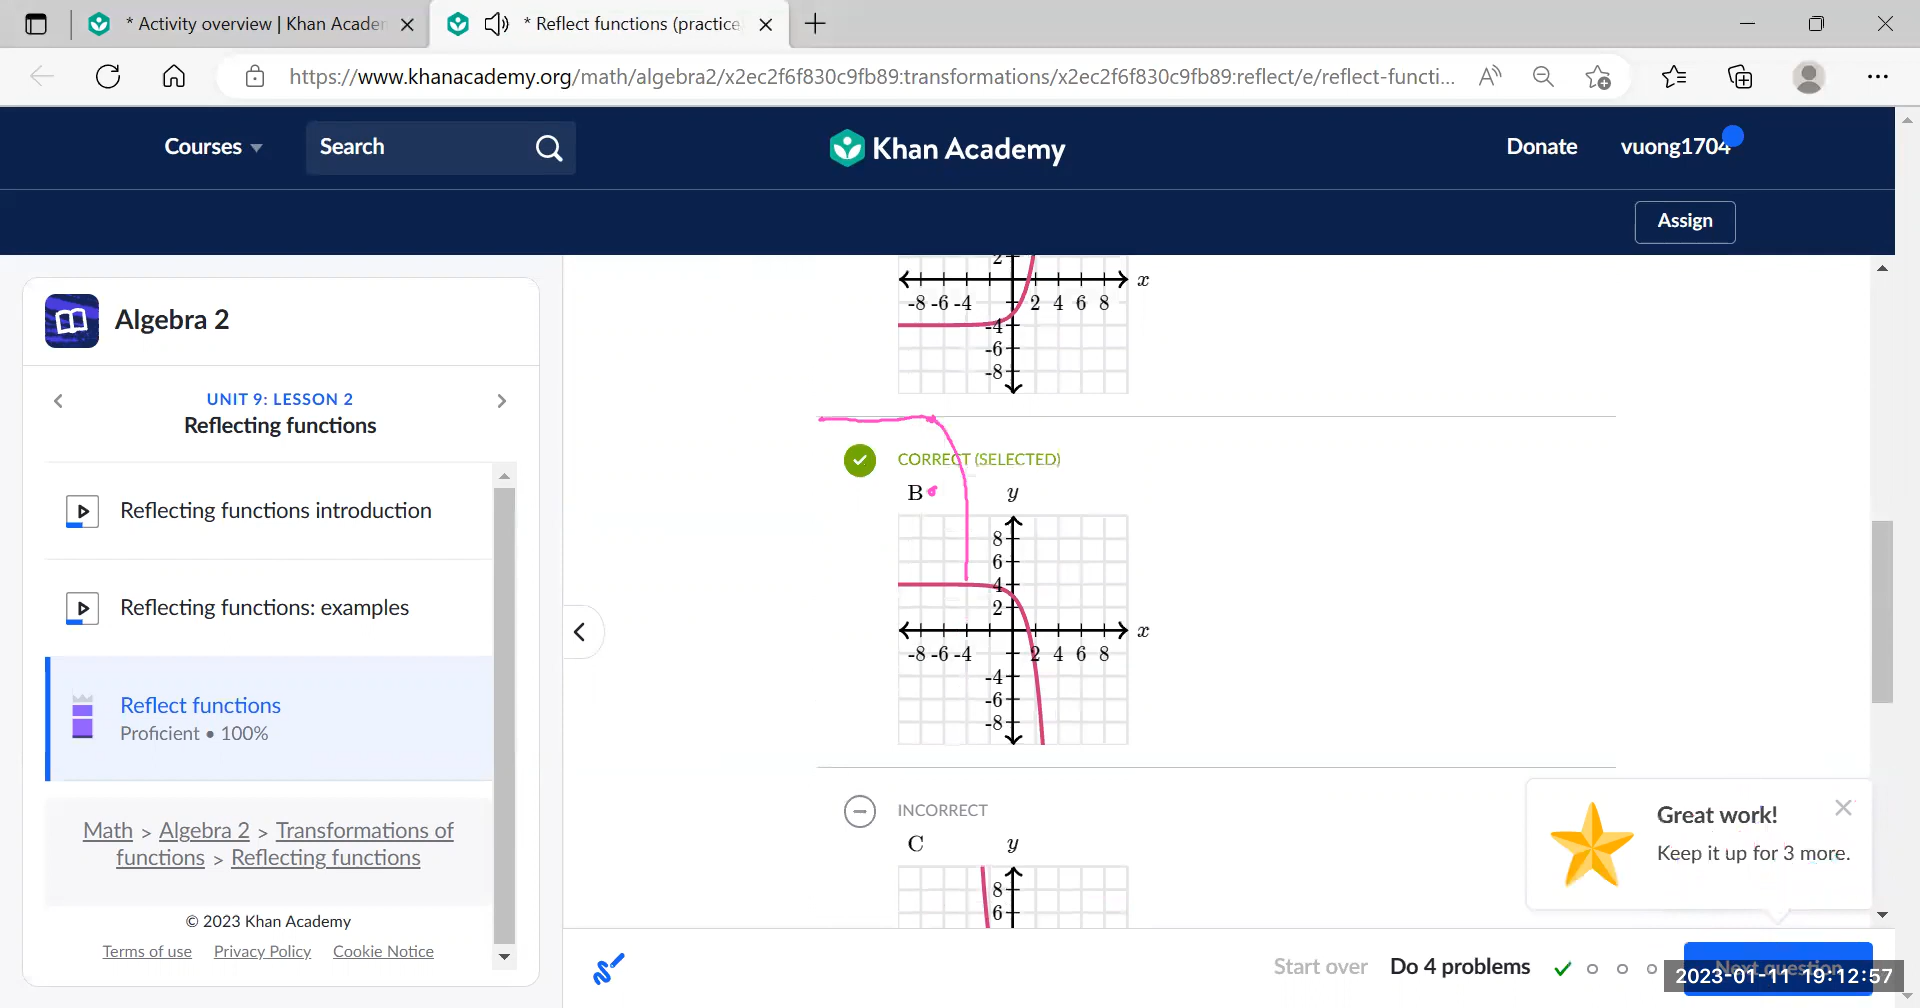 * Activity overview | Khan Acade
* Reflect functions (practice
https://www.khanacademy.org/math/algebra2/x2ec2f6f830c9fb89:transformations/x2ec2f6f830c9fb89:reflect/e/reflect-functi...
Courses
Search
Khan Academy
Donate
vuong1704
Assign
Algebra 2
UNIT 9: LESSON 2
Reflecting functions
Reflecting functions introduction
Reflecting functions: examples
Reflect functions
Proficient • 100%
Math > Algebra 2 > Transformations of
functions > Reflecting functions
© 2023 Khan Academy
Terms of use Privacy Policy Cookie Notice
2
x
-8 -6 -4 2 4 6 8
-4
-6
-8
CORRECT (SELECTED)
B y
8
6
4
2
x
-8 -6 -4 2 4 6 8
-4
-6
-8
INCORRECT
C y
8
6
Great work!
Keep it up for 3 more.
Start over Do 4 problems
Next question
2023-01-11 19:12:57